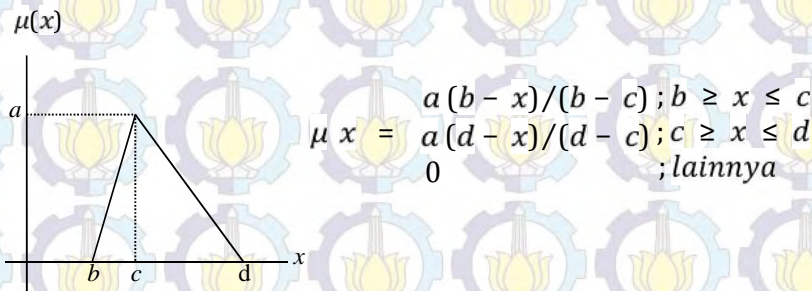 μ(x)
a
b c d x
μ x = a (b − x)/(b − c) ; b ≥ x ≤ c
a (d − x)/(d − c) ; c ≥ x ≤ d
0 ; lainnya